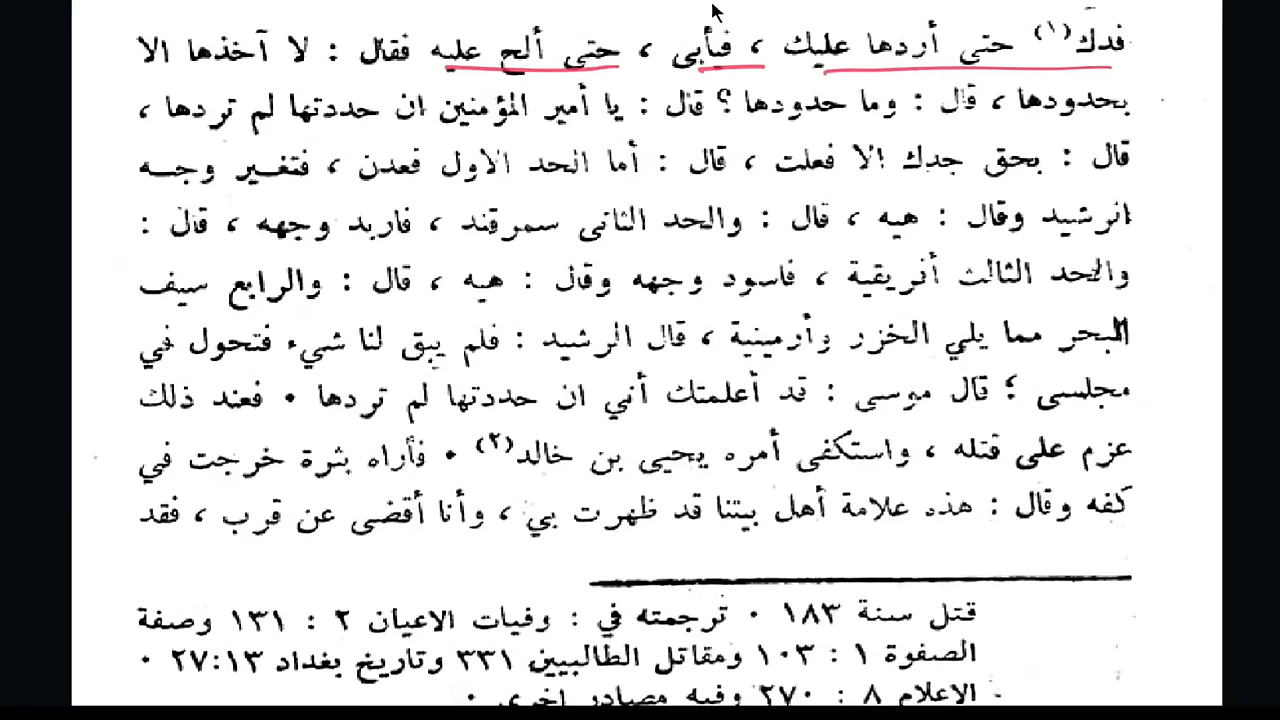 فدك(١) حتى أردها عليك ، فيأبى ، حتى ألح عليه فقال : لا آخذها الا
بحدودها ، قال : وما حدودها ؟ قال : يا أمير المؤمنين ان حددتها لم تردها ،
قال : بحق جدك الا فعلت ، قال : أما الحد الاول فعدن ، فتغير وجه
الرشيد وقال : هيه ، قال : والحد الثانى سمرقند ، فاربد وجهه ، قال :
والحد الثالث أفريقية ، فاسود وجهه وقال : هيه ، قال : والرابع سيف
البحر مما يلي الخزر وأرمينية ، قال الرشيد : فلم يبق لنا شيء فتحول في
مجلسى ؛ قال موسى : قد أعلمتك أني ان حددتها لم تردها . فعند ذلك
عزم على قتله ، واستكفى أمره يحيى بن خالد(٢) . فأراه بثرة خرجت في
كفه وقال : هذه علامة أهل بيتنا قد ظهرت بي ، وأنا أقضى عن قرب ، فقد
قتل سنة ١٨٣ . ترجمته في : وفيات الاعيان ٢ : ١٣١ وصفة
الصفوة ١ : ١٠٣ ومقاتل الطالبيين ٣٣١ وتاريخ بغداد ٢٧:١٣ .
الاعلام ٨ : ٢٧٠ وفيه مصادر اخرى .